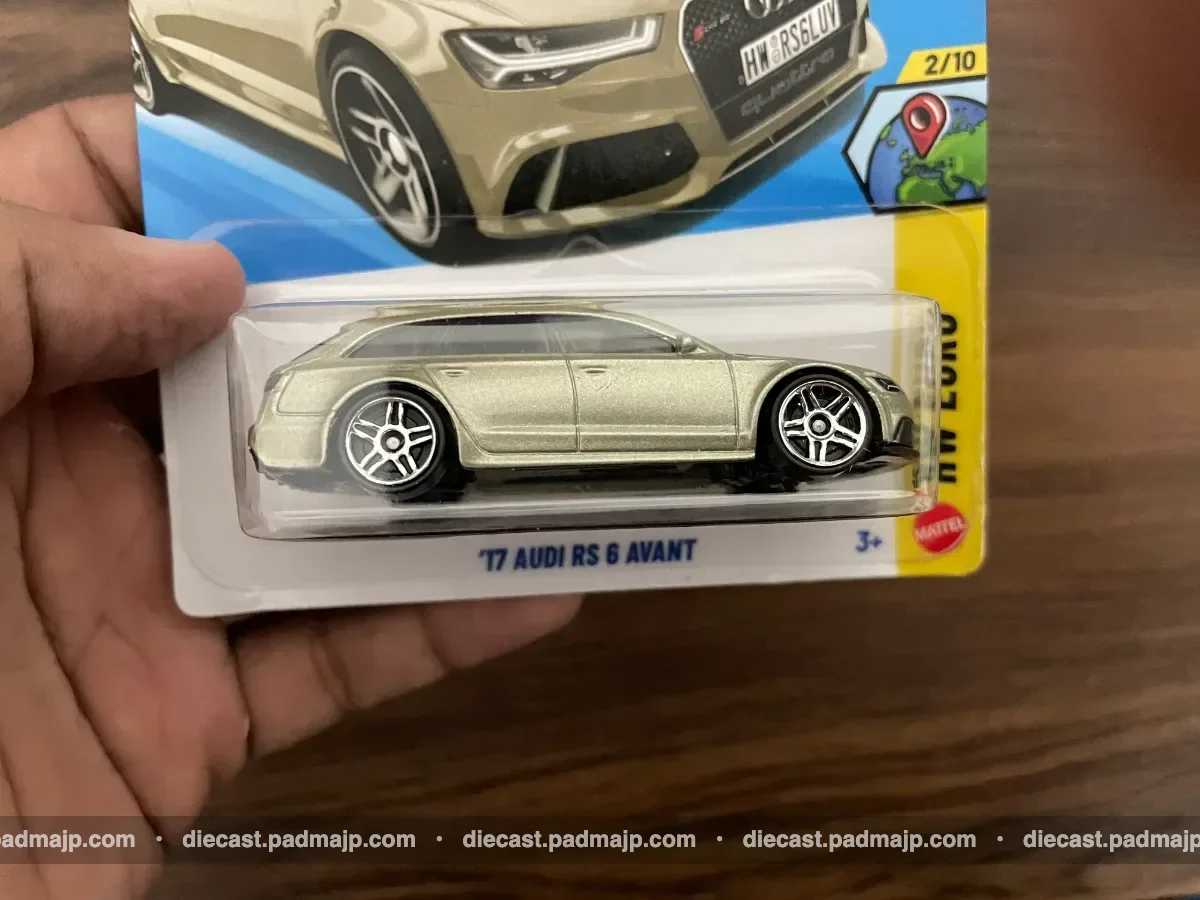 2/10
HW RS6LUV
quattro
HW EURO
'17 AUDI RS 6 AVANT
3+
MATTEL
padmajp.com • diecast.padmajp.com • diecast.padmajp.com • diecast.padmajp.com • diecast.padmajp